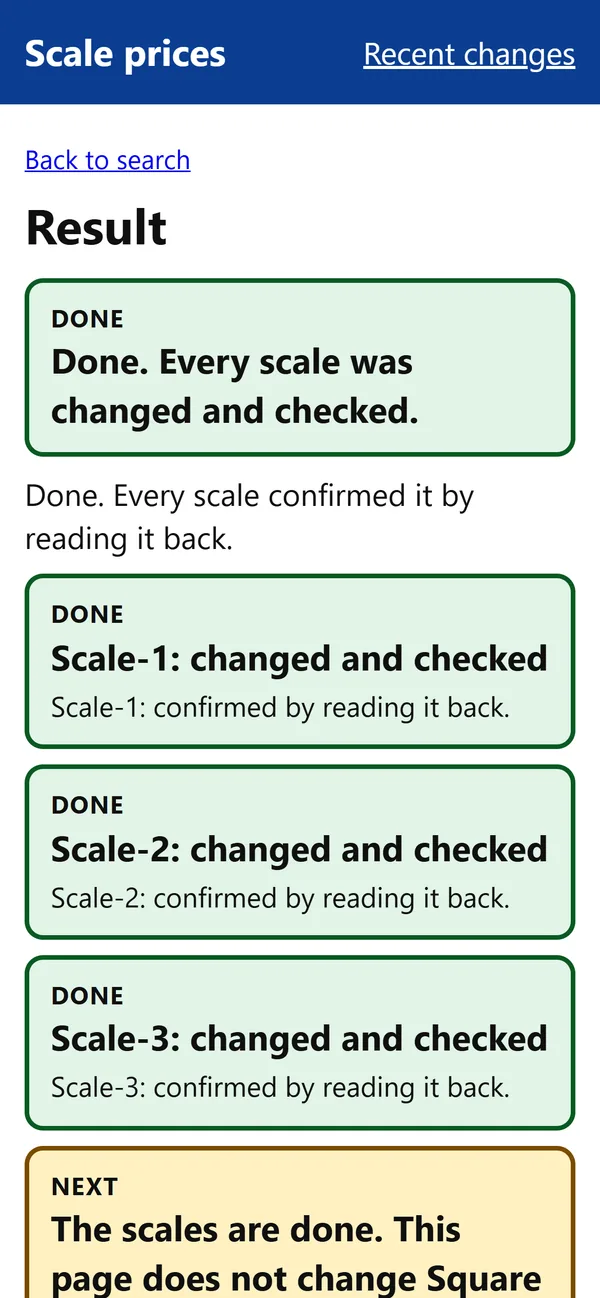 Scale prices
Recent changes
Back to search
Result
DONE
Done. Every scale was
changed and checked.
Done. Every scale confirmed it by
reading it back.
DONE
Scale-1: changed and checked
Scale-1: confirmed by reading it back.
DONE
Scale-2: changed and checked
Scale-2: confirmed by reading it back.
DONE
Scale-3: changed and checked
Scale-3: confirmed by reading it back.
NEXT
The scales are done. This
page does not change Square